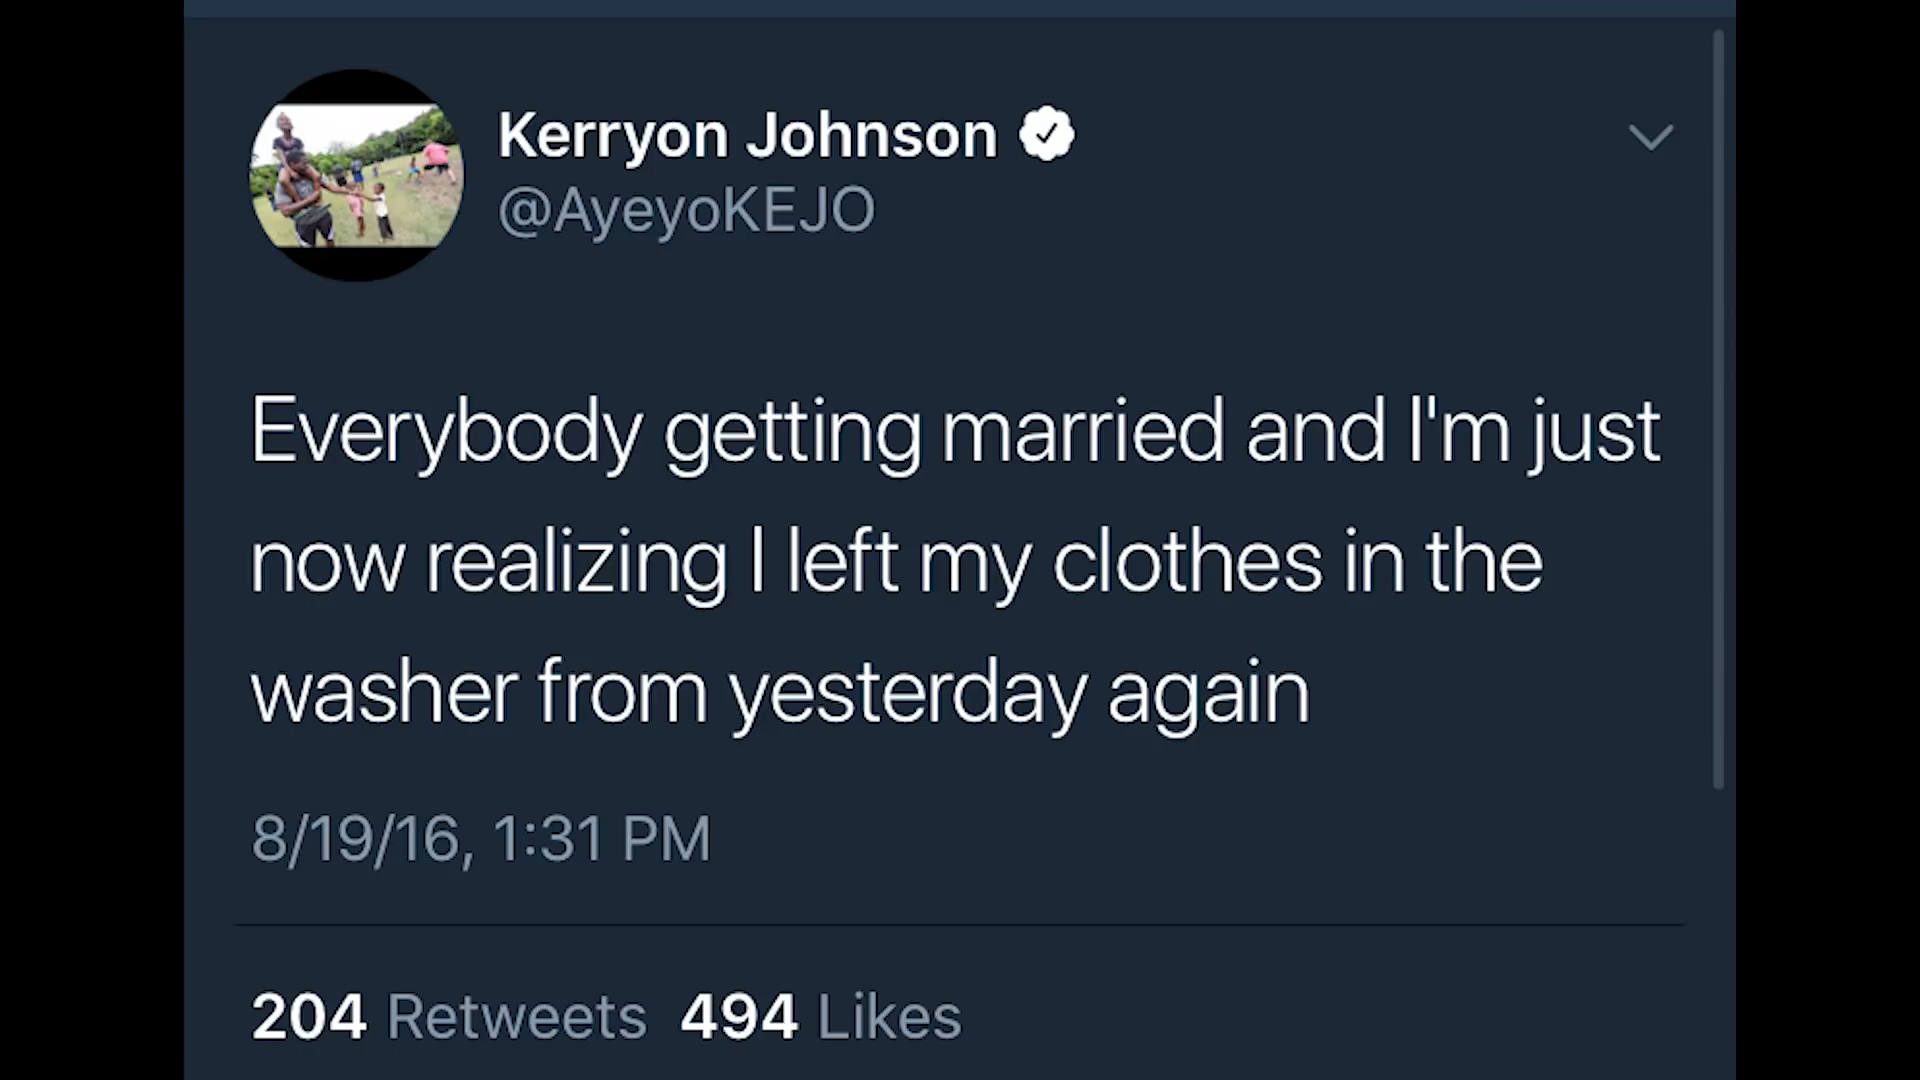 Kerryon Johnson
@AyeyoKEJO
Everybody getting married and I'm just
now realizing I left my clothes in the
washer from yesterday again
8/19/16, 1:31 PM
204 Retweets 494 Likes